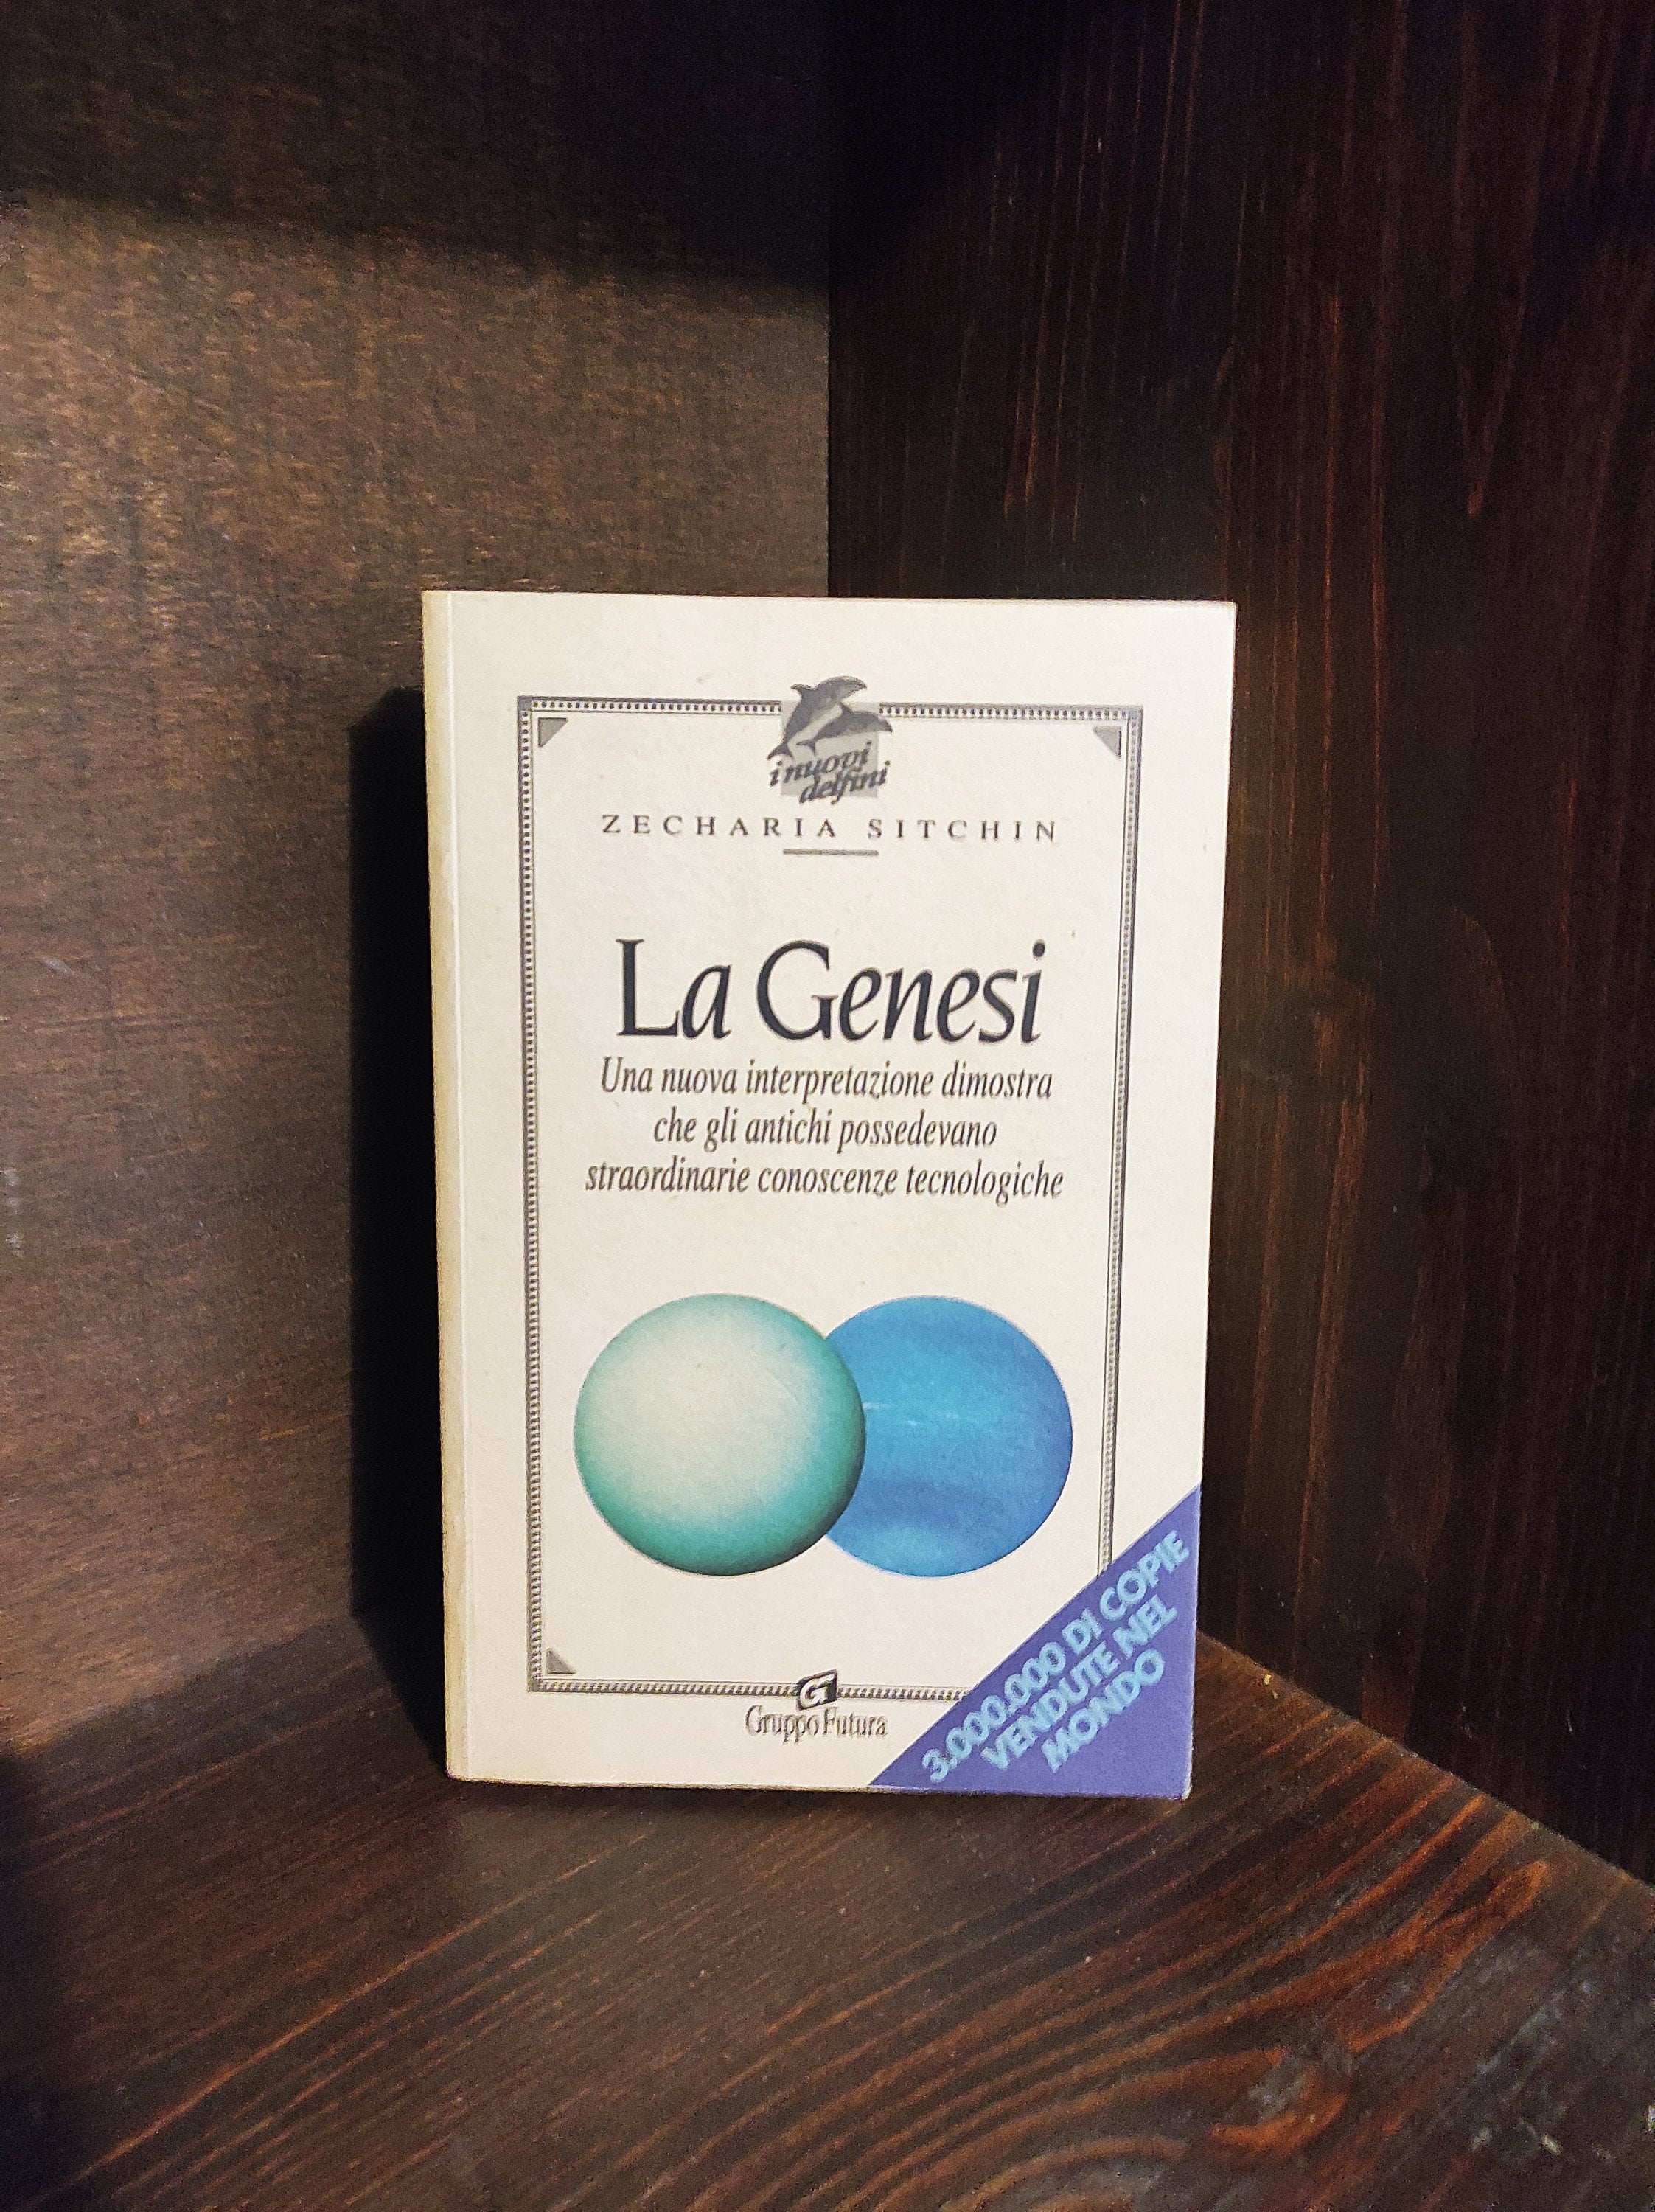 i nuovi
delfini
ZECHARIA SITCHIN
La Genesi
Una nuova interpretazione dimostra
che gli antichi possedevano
straordinarie conoscenze tecnologiche
3.000.000 DI COPIE
VENDUTE NEL
MONDO
Gruppo Futura